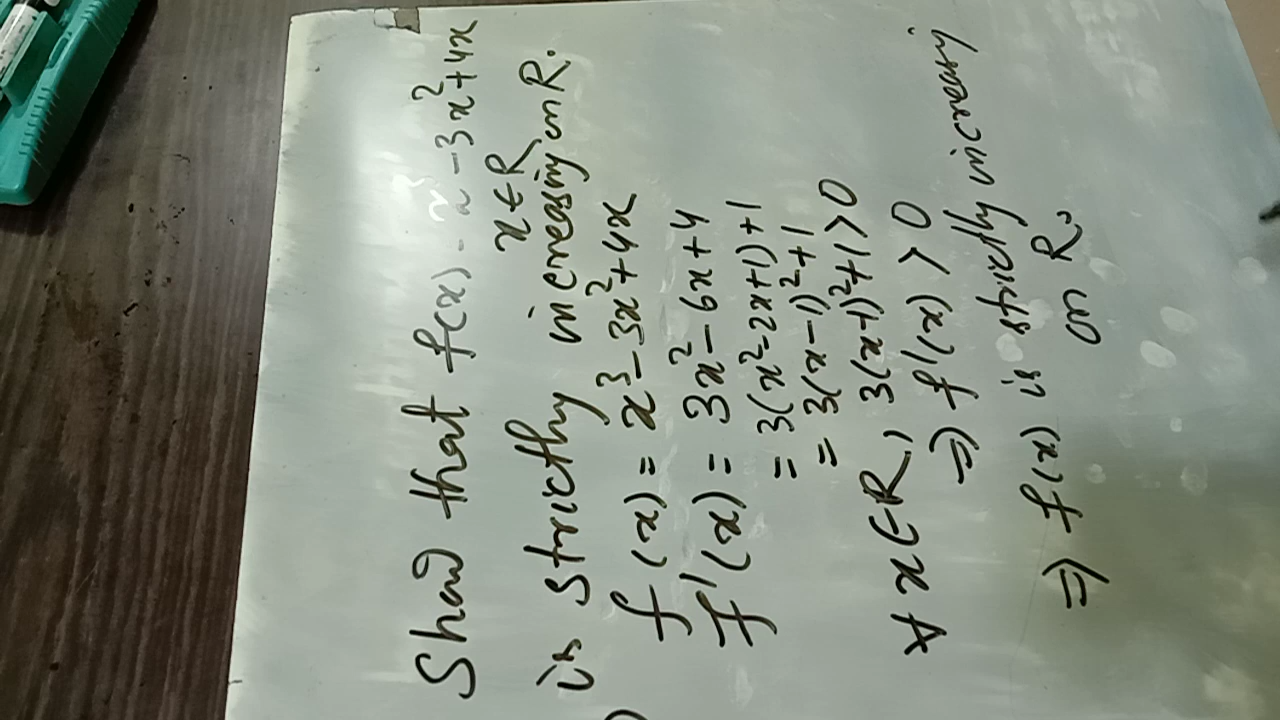 Show that f(x) = x³ - 3x² + 4x
x ∈ R
is strictly increasing on R.
f(x) = x³ - 3x² + 4x
f'(x) = 3x² - 6x + 4
= 3(x² - 2x + 1) + 1
= 3(x - 1)² + 1
∀ x ∈ R, 3(x - 1)² + 1 > 0
⇒ f'(x) > 0
⇒ f(x) is strictly increasing
on R.